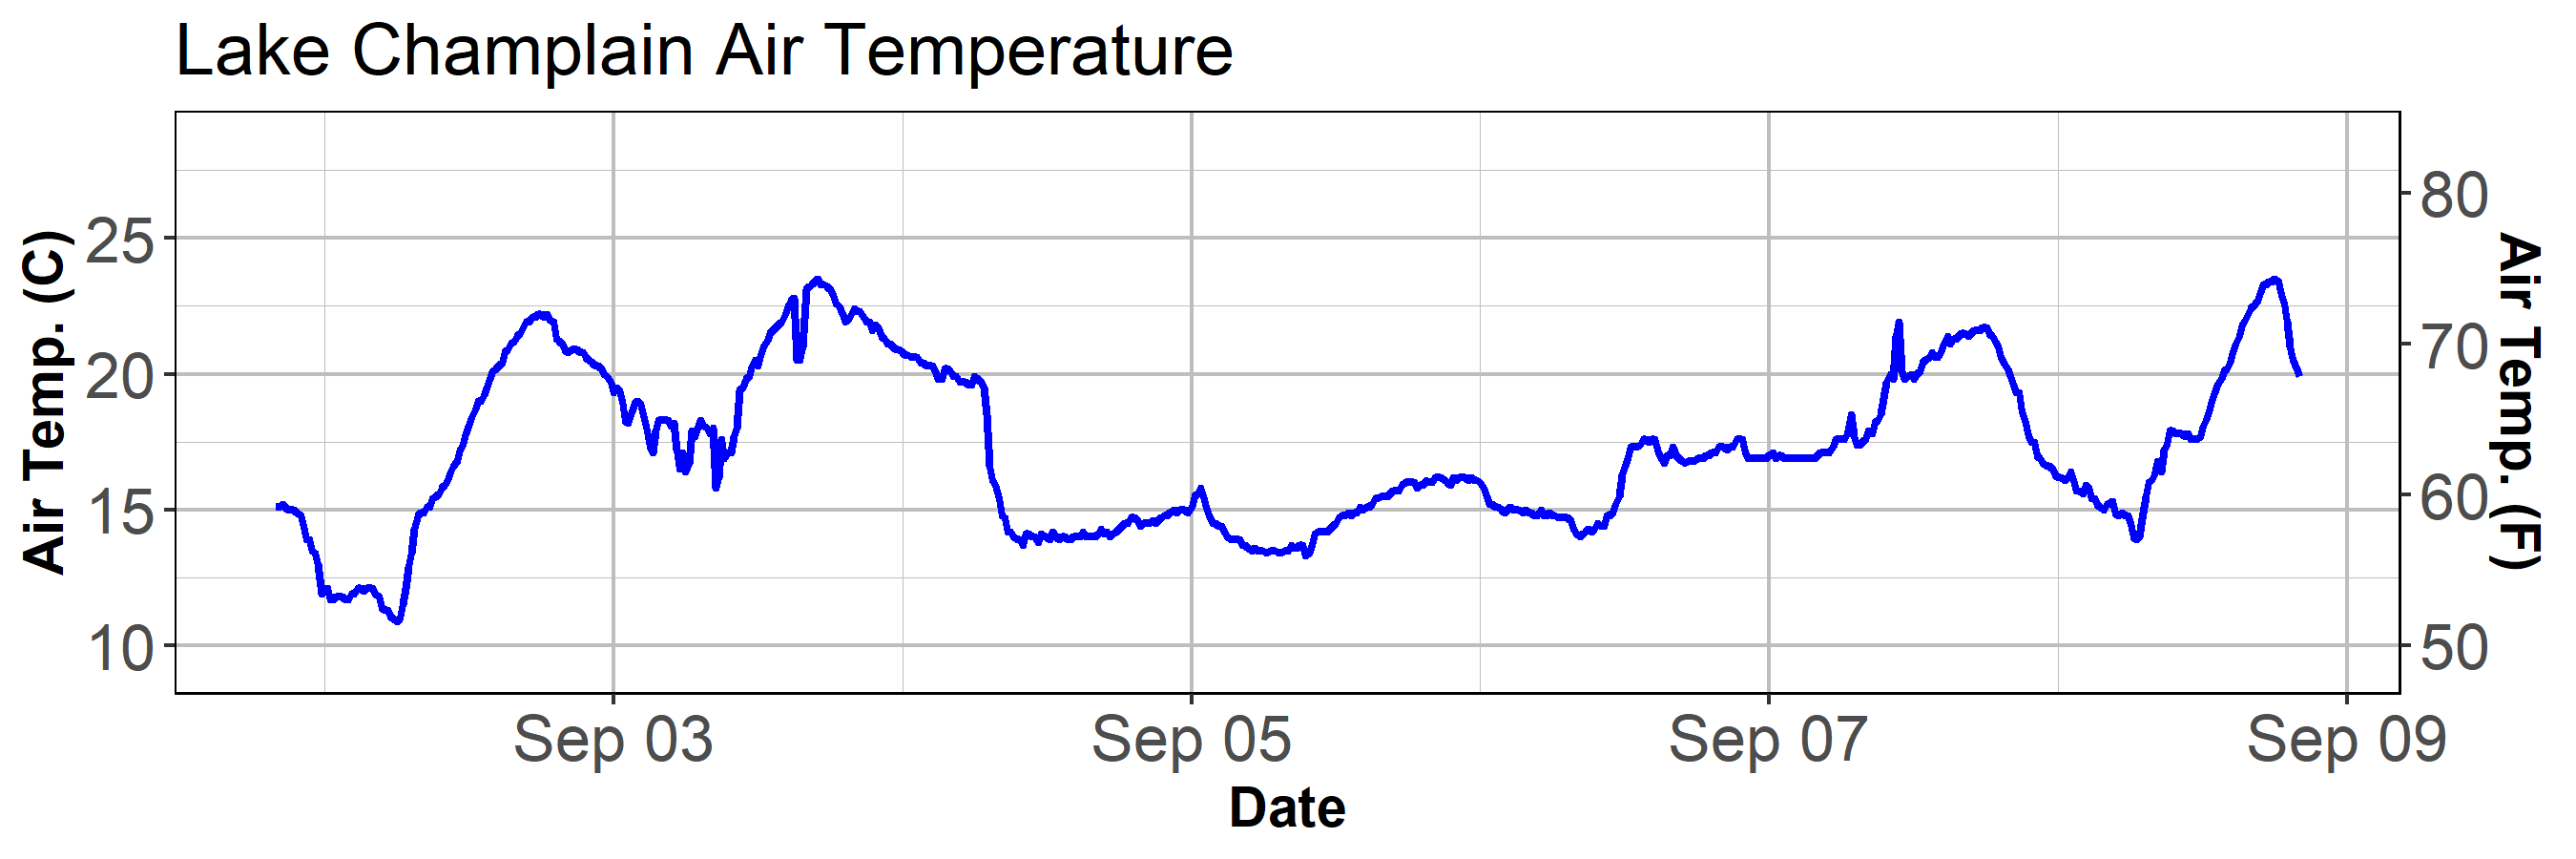 Lake Champlain Air Temperature
Air Temp. (C)
25
20
15
10
80
70
60
50
Air Temp. (F)
Sep 03 Sep 05 Sep 07 Sep 09
Date